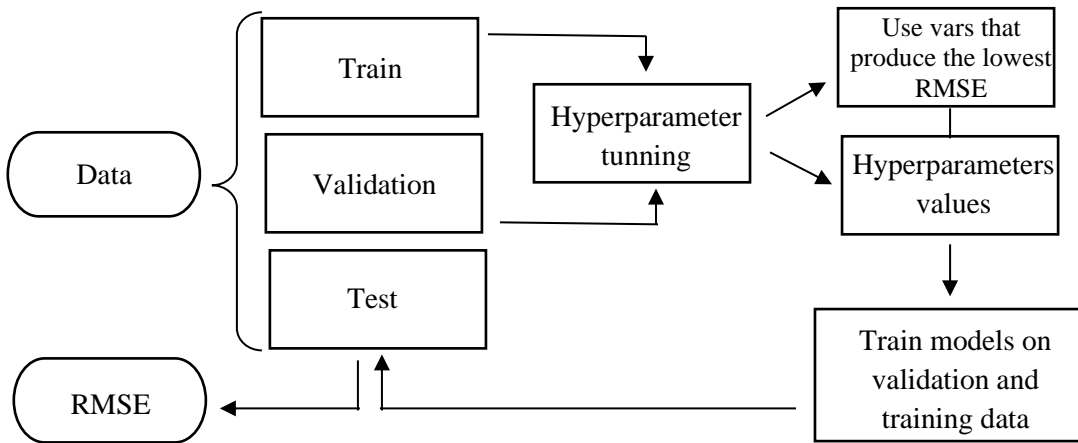 Data
Train
Validation
Test
Hyperparameter
tunning
Use vars that
produce the lowest
RMSE
Hyperparameters
values
Train models on
validation and
training data
RMSE